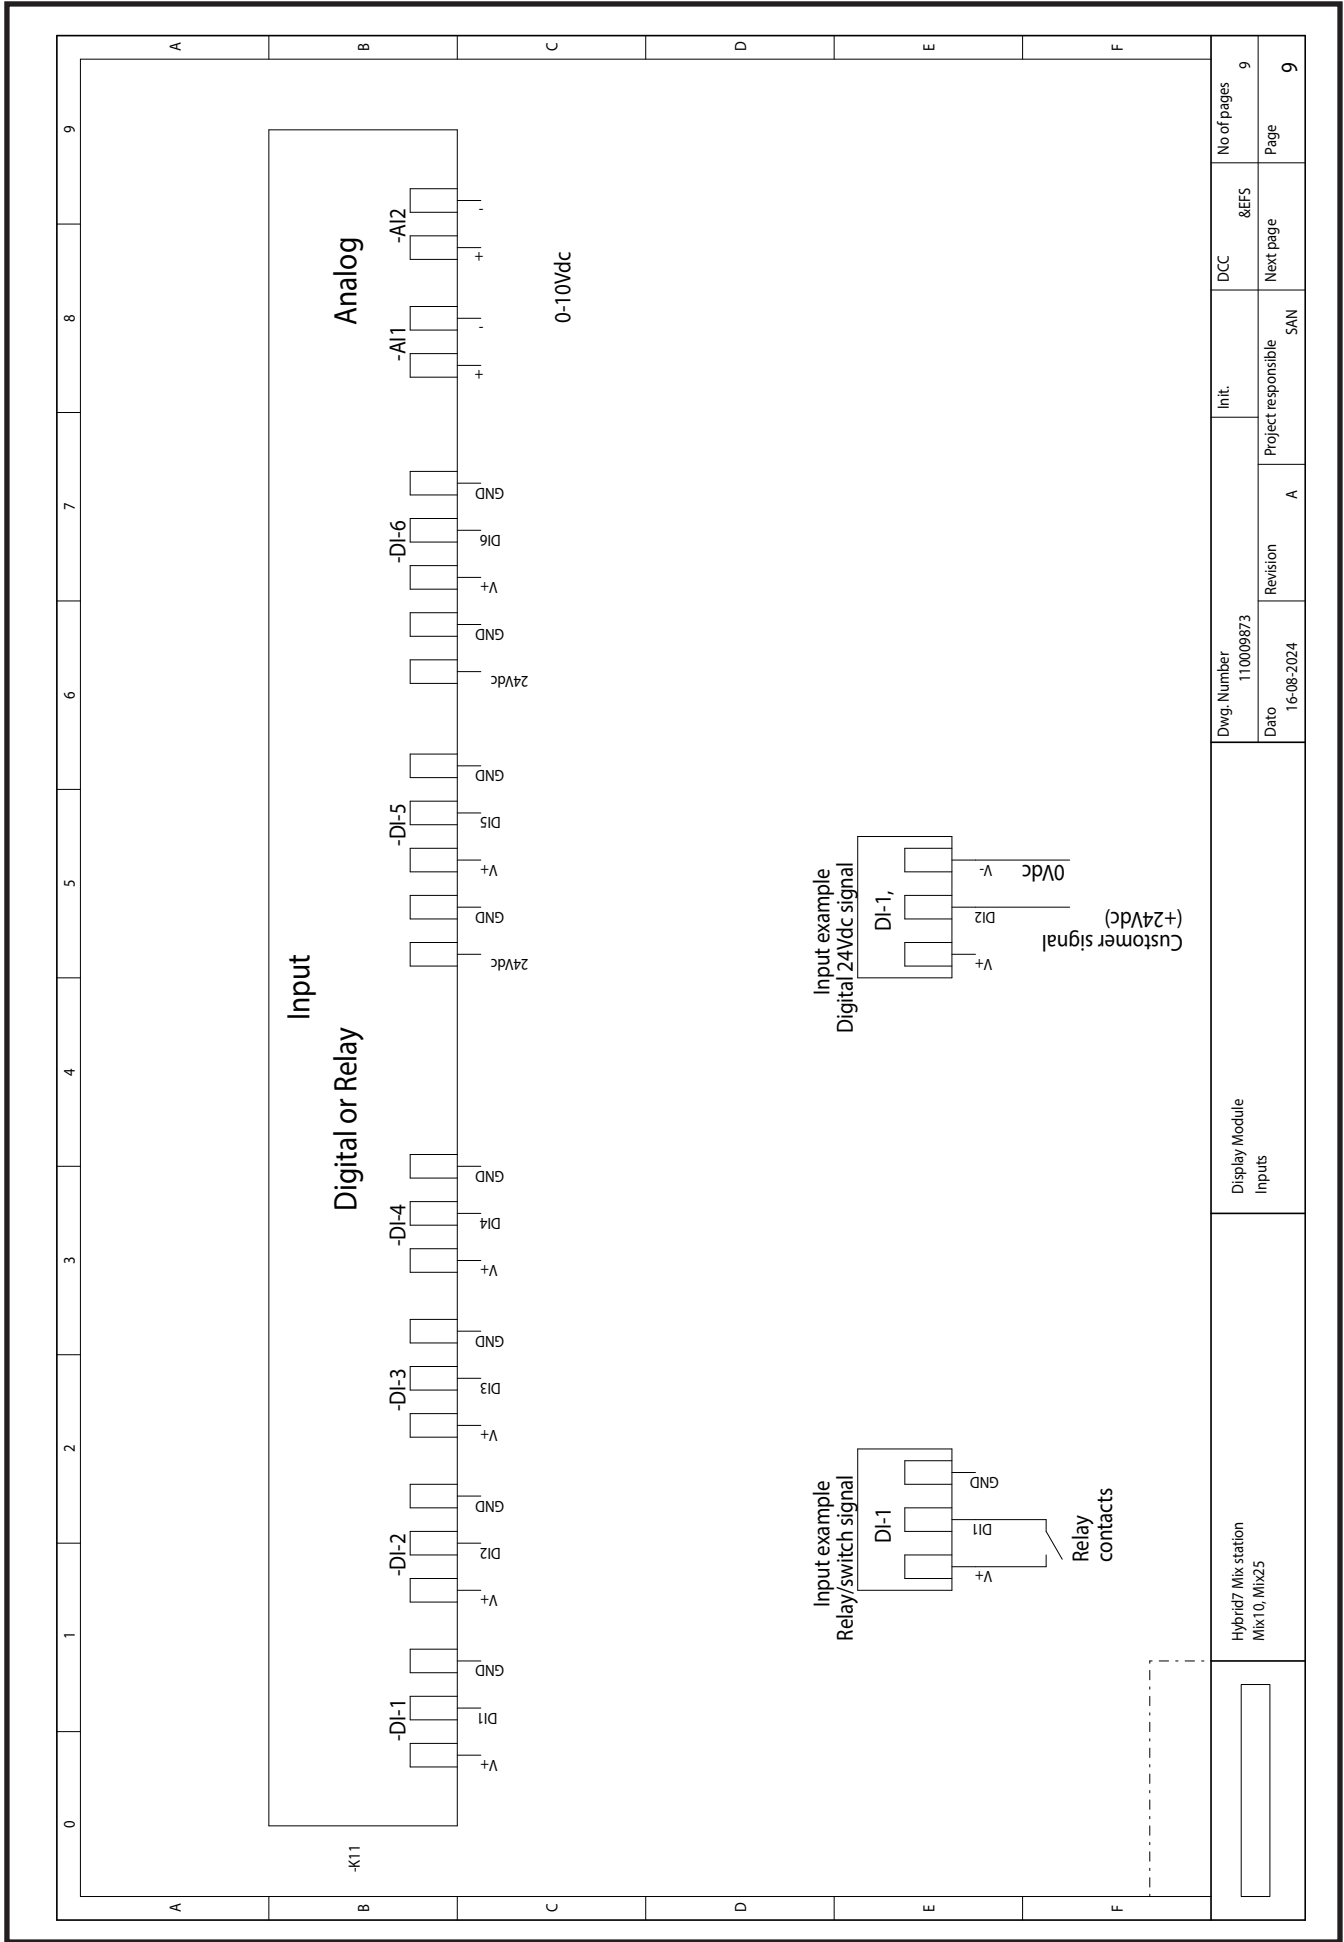 0 1 2 3 4 5 6 7 8 9
A
B
C
D
E
F
A
B
C
D
E
F
-K11
Input
Digital or Relay
Analog
-DI-1
-DI-2
-DI-3
-DI-4
-DI-5
-DI-6
-AI1
-AI2
V+ DI1 GND
V+ DI2 GND
V+ DI3 GND
V+ DI4 GND
24Vdc GND V+ DI5 GND
24Vdc GND V+ DI6 GND
+ -
+ -
0-10Vdc
Input example
Relay/switch signal
DI-1
V+ DI1 GND
Relay
contacts
Input example
Digital 24Vdc signal
DI-1,
V+ DI2 V-
0Vdc
Customer signal
(+24Vdc)
Hybrid7 Mix station
Mix10, Mix25
Display Module
Inputs
Dwg. Number
110009873
Init.
DCC
&EFS
No of pages
9
Dato
16-08-2024
Revision
A
Project responsible
SAN
Next page
Page
9